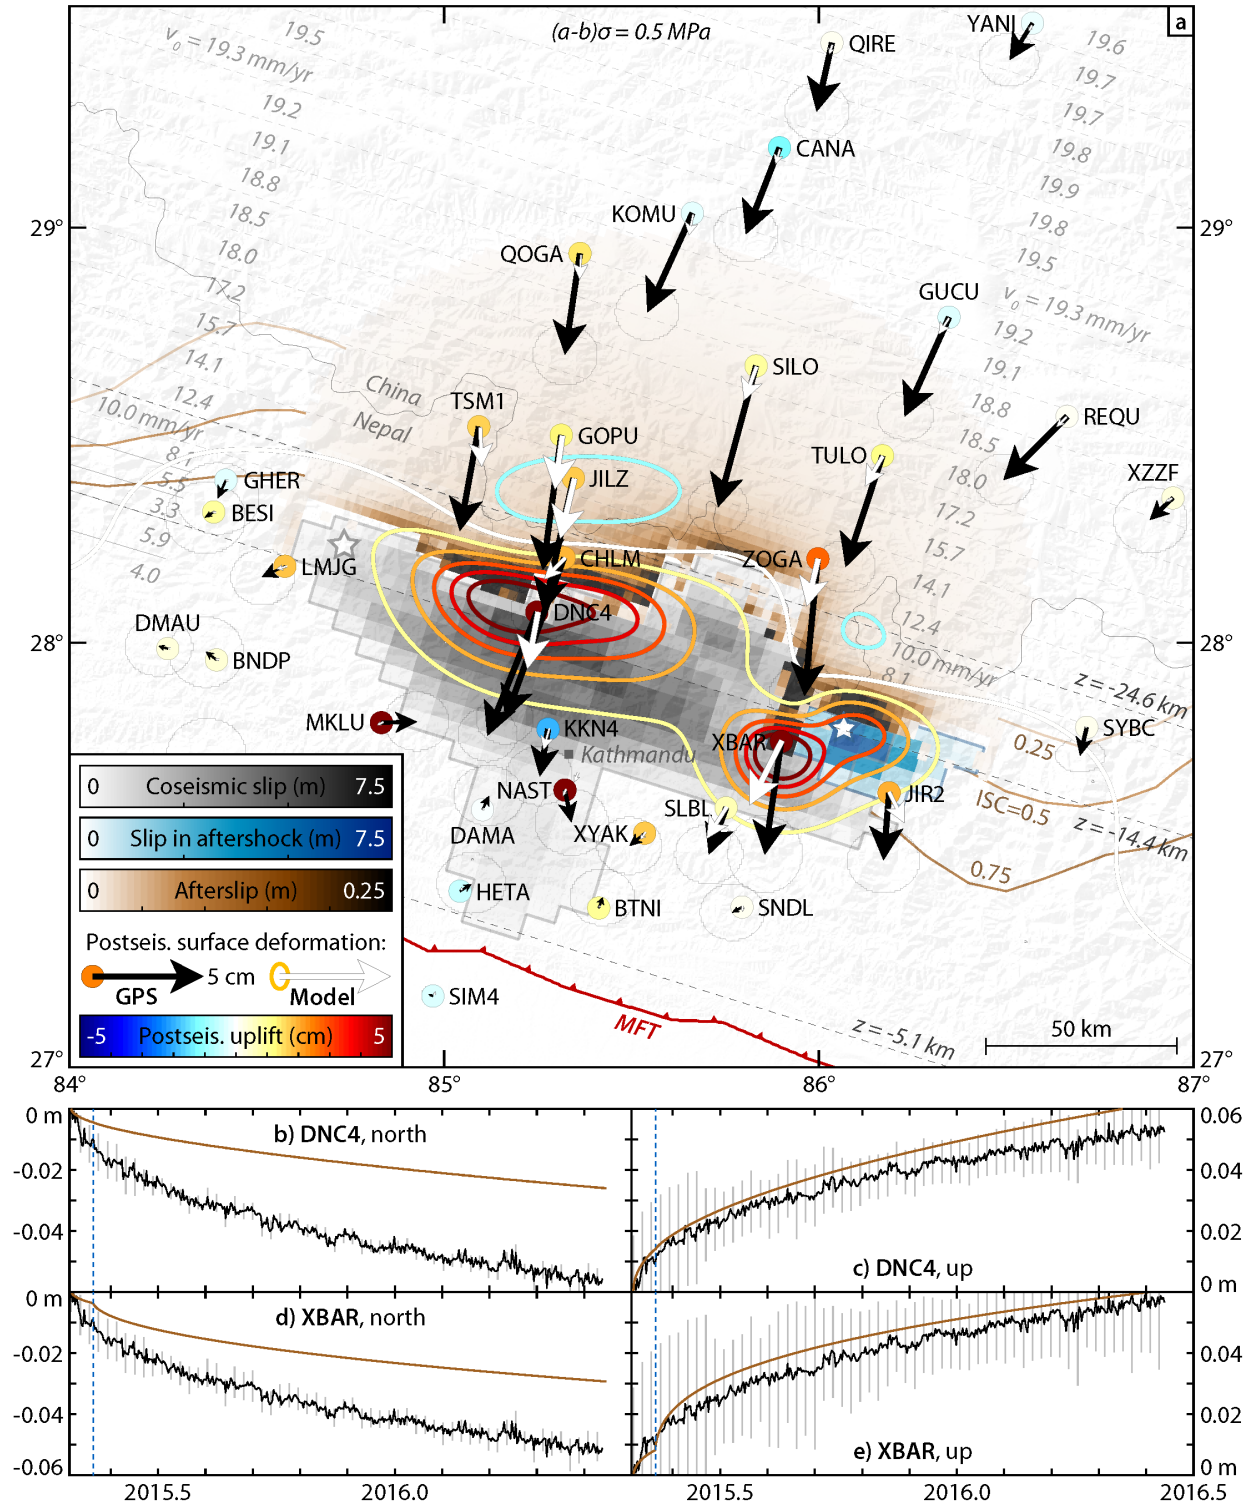 a
(a-b)σ = 0.5 MPa
19.5
v₀ = 19.3 mm/yr
19.2
19.1
18.8
18.5
18.0
17.2
15.7
14.1
12.4
10.0 mm/yr
8.1
5.5
3.3
5.9
4.0
19.6
19.7
19.7
19.8
19.9
19.8
19.5
v₀ = 19.3 mm/yr
19.2
19.1
18.8
18.5
18.0
17.2
15.7
14.1
12.4
10.0 mm/yr
8.1
YANJ
QIRE
CANA
KOMU
QOGA
GUCU
SILO
REQU
TSM1
GOPU
TULO
JILZ
XZZF
GHER
BESI
LMJG
CHLM
ZOGA
DNC4
DMAU
BNDP
MKLU
KKN4
XBAR
SYBC
NAST
DAMA
XYAK
SLBL
JIR2
HETA
BTNI
SNDL
SIM4
China
Nepal
Kathmandu
MFT
z = -24.6 km
0.25
ISC=0.5
z = -14.4 km
0.75
z = -5.1 km
50 km
29°
29°
28°
28°
27°
27°
84°
85°
86°
87°
0 Coseismic slip (m) 7.5
0 Slip in aftershock (m) 7.5
0 Afterslip (m) 0.25
Postseis. surface deformation:
5 cm
GPS
Model
-5 Postseis. uplift (cm) 5
0 m
-0.02
-0.04
b) DNC4, north
0.06
0.04
0.02
0 m
c) DNC4, up
0 m
-0.02
-0.04
-0.06
d) XBAR, north
0.04
0.02
0 m
e) XBAR, up
2015.5
2016.0
2015.5
2016.0
2016.5